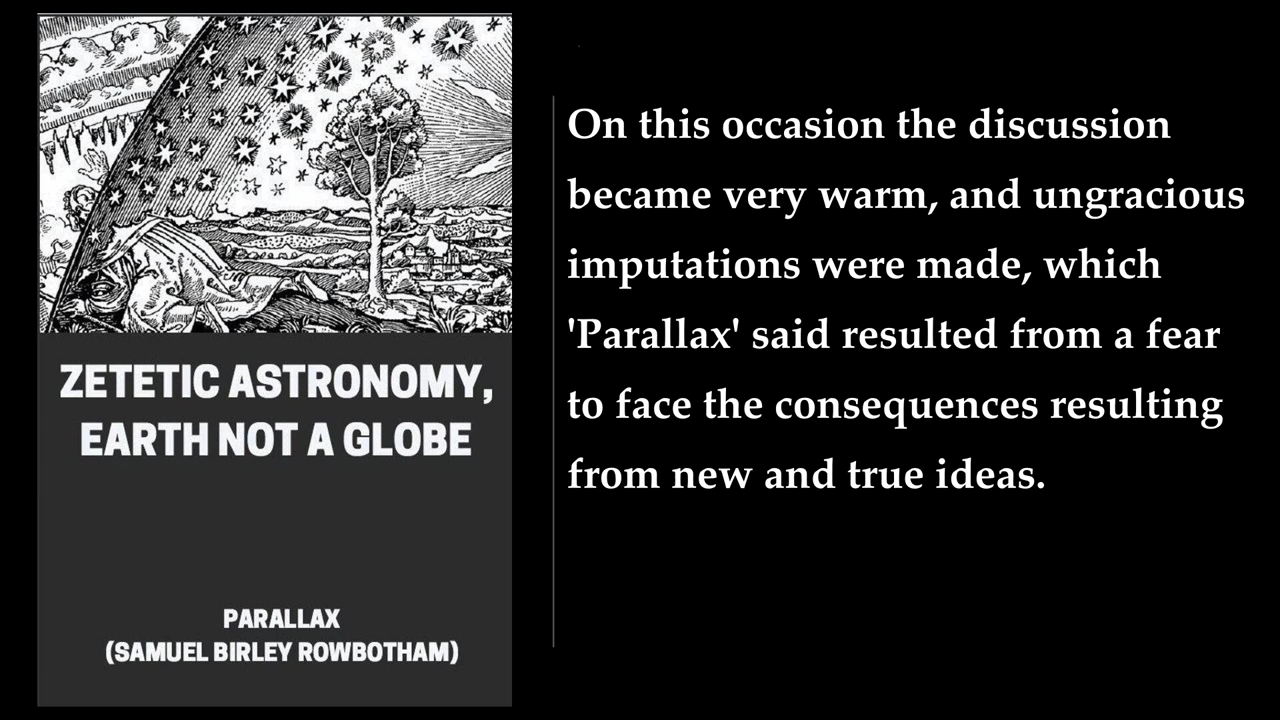 ZETETIC ASTRONOMY,
EARTH NOT A GLOBE
PARALLAX
(SAMUEL BIRLEY ROWBOTHAM)
On this occasion the discussion
became very warm, and ungracious
imputations were made, which
'Parallax' said resulted from a fear
to face the consequences resulting
from new and true ideas.